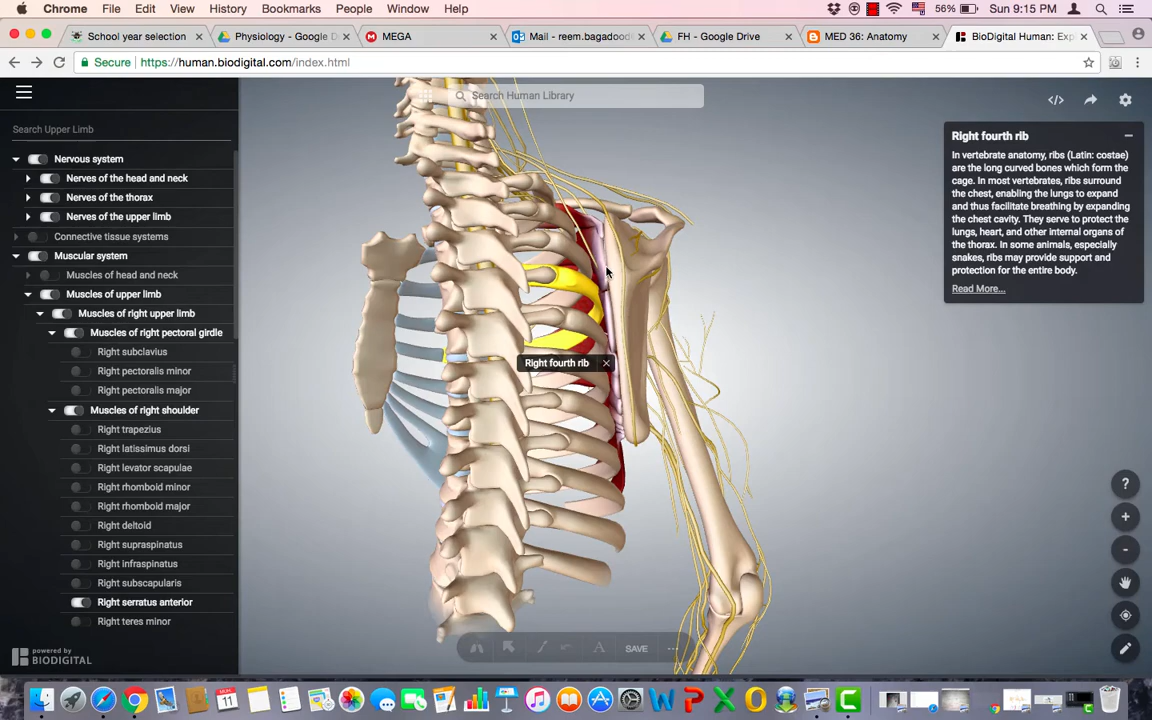 Chrome File Edit View History Bookmarks People Window Help 56% Sun 9:15 PM
School year selection
Physiology - Google D
MEGA
Mail - reem.bagadood
FH - Google Drive
MED 36: Anatomy
BioDigital Human: Exp
Secure https://human.biodigital.com/index.html
Search Human Library
Search Upper Limb
Nervous system
Nerves of the head and neck
Nerves of the thorax
Nerves of the upper limb
Connective tissue systems
Muscular system
Muscles of head and neck
Muscles of upper limb
Muscles of right upper limb
Muscles of right pectoral girdle
Right subclavius
Right pectoralis minor
Right pectoralis major
Muscles of right shoulder
Right trapezius
Right latissimus dorsi
Right levator scapulae
Right rhomboid minor
Right rhomboid major
Right deltoid
Right supraspinatus
Right infraspinatus
Right subscapularis
Right serratus anterior
Right teres minor
powered by
BIODIGITAL
Right fourth rib
Right fourth rib
In vertebrate anatomy, ribs (Latin: costae)
are the long curved bones which form the
cage. In most vertebrates, ribs surround
the chest, enabling the lungs to expand
and thus facilitate breathing by expanding
the chest cavity. They serve to protect the
lungs, heart, and other internal organs of
the thorax. In some animals, especially
snakes, ribs may provide support and
protection for the entire body.
Read More...
SAVE